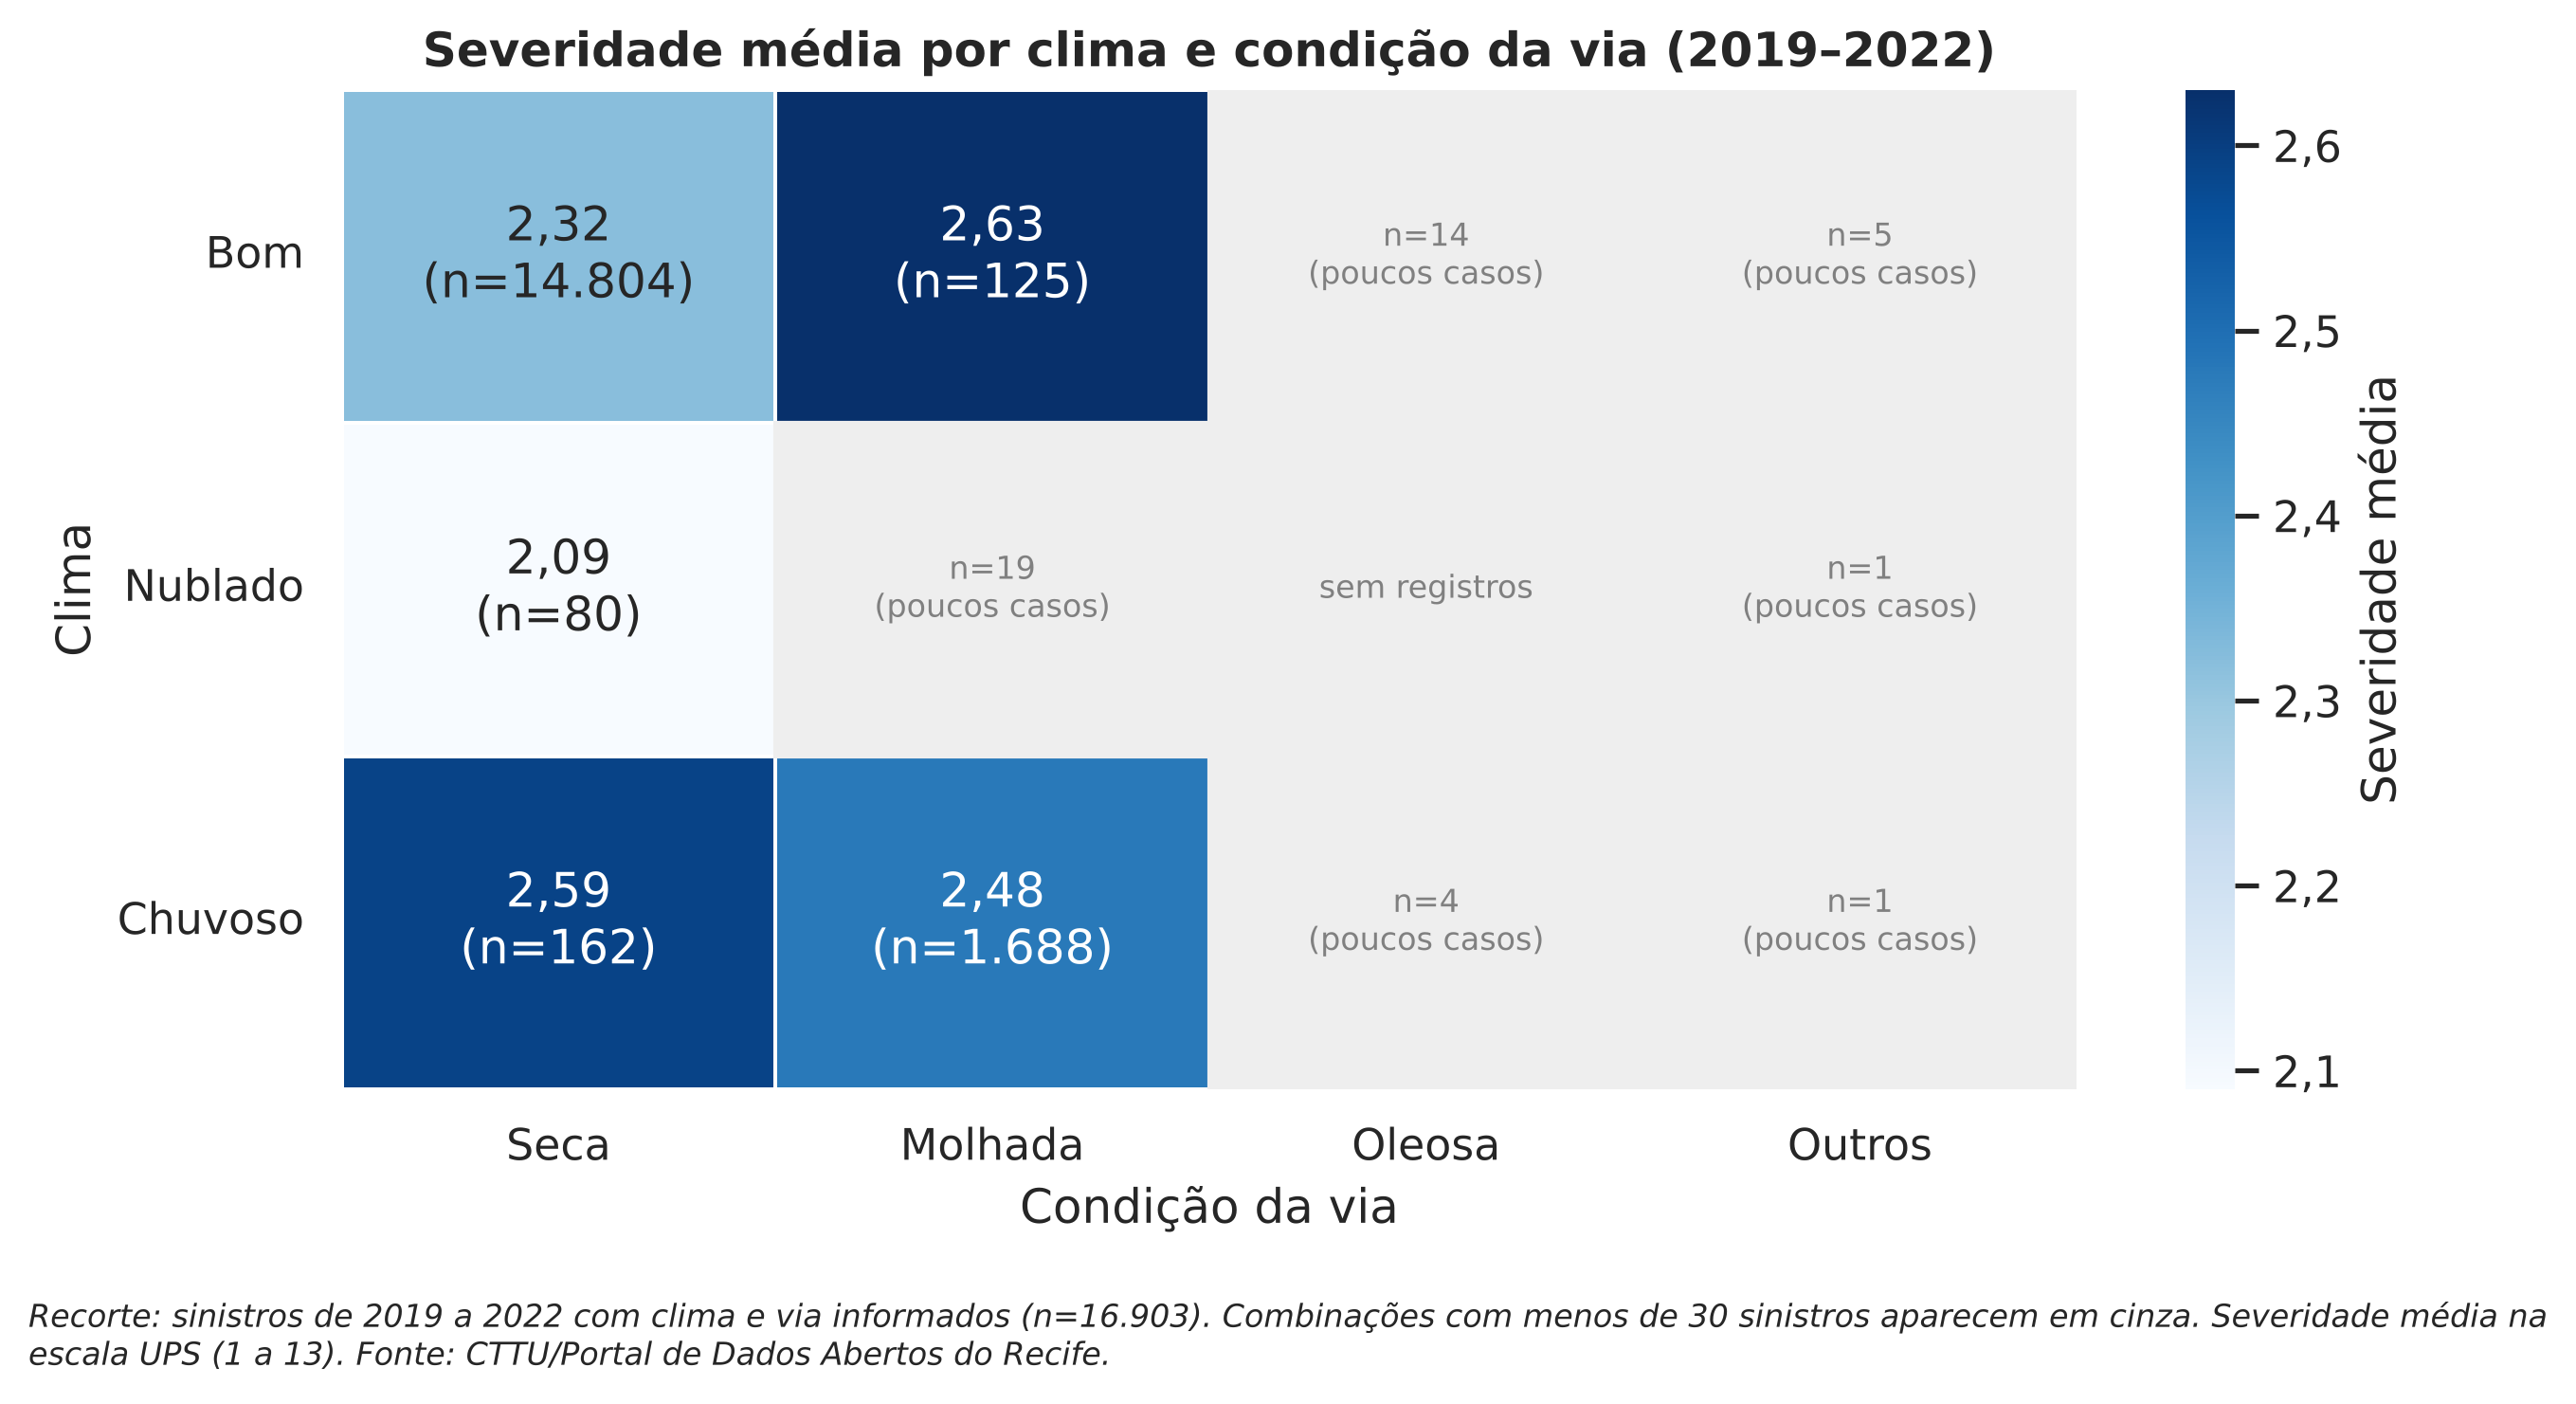 Severidade média por clima e condição da via (2019–2022)
Clima
Bom
2,32
(n=14.804)
2,63
(n=125)
n=14
(poucos casos)
n=5
(poucos casos)
Nublado
2,09
(n=80)
n=19
(poucos casos)
sem registros
n=1
(poucos casos)
Chuvoso
2,59
(n=162)
2,48
(n=1.688)
n=4
(poucos casos)
n=1
(poucos casos)
Seca
Molhada
Oleosa
Outros
Condição da via
2,6
2,5
2,4
2,3
2,2
2,1
Severidade média
Recorte: sinistros de 2019 a 2022 com clima e via informados (n=16.903). Combinações com menos de 30 sinistros aparecem em cinza. Severidade média na
escala UPS (1 a 13). Fonte: CTTU/Portal de Dados Abertos do Recife.